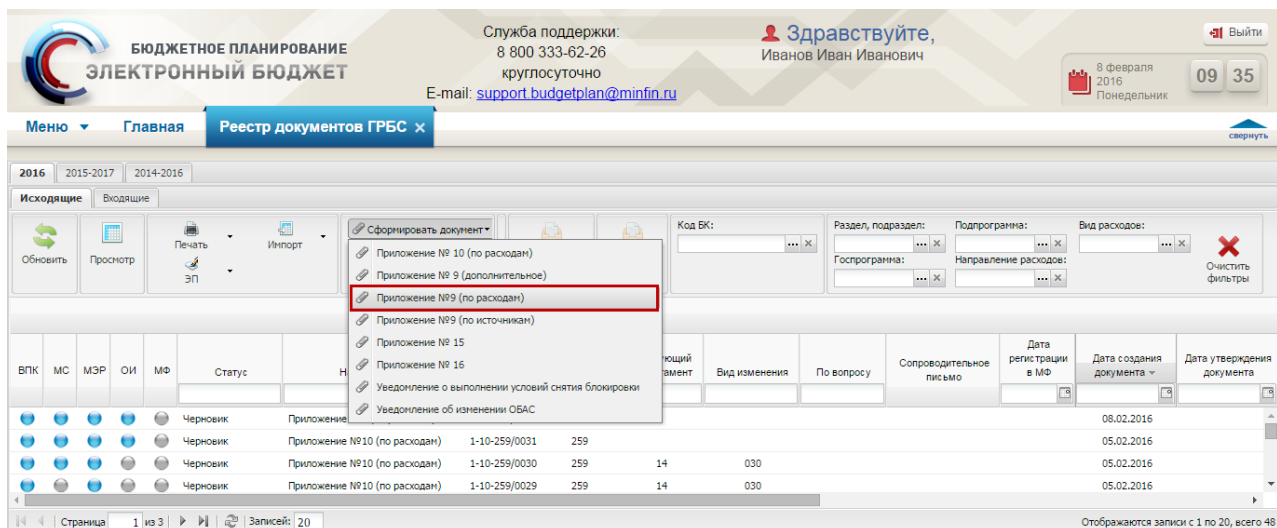 БЮДЖЕТНОЕ ПЛАНИРОВАНИЕ
ЭЛЕКТРОННЫЙ БЮДЖЕТ
Служба поддержки:
8 800 333-62-26
круглосуточно
E-mail: support.budgetplan@minfin.ru
Здравствуйте,
Иванов Иван Иванович
Выйти
8 февраля
2016
Понедельник
09 35
Меню Главная Реестр документов ГРБС ×
свернуть
2016 2015-2017 2014-2016
Исходящие Входящие
Обновить
Просмотр
Печать
ЭП
Импорт
Сформировать документ
Приложение № 10 (по расходам)
Приложение № 9 (дополнительное)
Приложение №9 (по расходам)
Приложение №9 (по источникам)
Приложение № 15
Приложение № 16
Уведомление о выполнении условий снятия блокировки
Уведомление об изменении ОБАС
Код БК:
Раздел, подраздел: Подпрограмма: Вид расходов:
Госпрограмма: Направление расходов:
Очистить
фильтры
ВПК МС МЭР ОИ МФ Статус Вид изменения По вопросу
Сопроводительное
письмо
Дата
регистрации
в МФ
Дата создания
документа
Дата утверждения
документа
Черновик Приложение 08.02.2016
Черновик Приложение №10 (по расходам) 1-10-259/0031 259 05.02.2016
Черновик Приложение №10 (по расходам) 1-10-259/0030 259 14 030 05.02.2016
Черновик Приложение №10 (по расходам) 1-10-259/0029 259 14 030 05.02.2016
Страница 1 из 3 Записей: 20 Отображаются записи с 1 по 20, всего 48